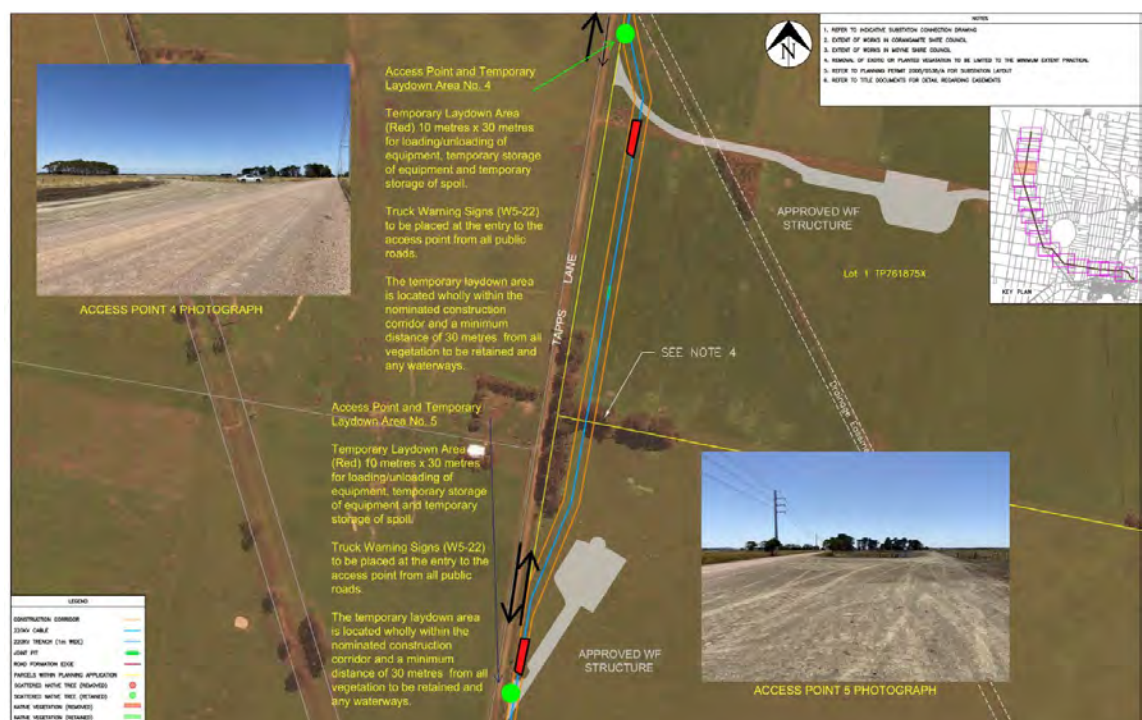 NOTES
1. REFER TO INDICATIVE SUBSTATION CONNECTION DRAWING
2. EXTENT OF WORKS IN CORANGAMITE SHIRE COUNCIL
3. EXTENT OF WORKS IN MOYNE SHIRE COUNCIL
4. REMOVAL OF EXOTIC OR PLANTED VEGETATION TO BE LIMITED TO THE MINIMUM EXTENT PRACTICAL
6. REFER TO TITLE DOCUMENTS FOR DETAIL REGARDING EASEMENTS
N
KEY PLAN
Access Point and Temporary
Laydown Area No. 4
Temporary Laydown Area
(Red) 10 metres x 30 metres
for loading/unloading of
equipment, temporary storage
of equipment and temporary
storage of spoil.
Truck Warning Signs (W5-22)
to be placed at the entry to the
access point from all public
roads.
The temporary laydown area
is located wholly within the
nominated construction
corridor and a minimum
distance of 30 metres from all
vegetation to be retained and
any waterways.
ACCESS POINT 4 PHOTOGRAPH
APPROVED WF
STRUCTURE
Lot 1 TP761875X
TAPPS LANE
SEE NOTE 4
Drainage
Access Point and Temporary
Laydown Area No. 5
Temporary Laydown Area
(Red) 10 metres x 30 metres
for loading/unloading of
equipment, temporary storage
of equipment and temporary
storage of spoil.
Truck Warning Signs (W5-22)
to be placed at the entry to the
access point from all public
roads.
The temporary laydown area
is located wholly within the
nominated construction
corridor and a minimum
distance of 30 metres from all
vegetation to be retained and
any waterways.
APPROVED WF
STRUCTURE
ACCESS POINT 5 PHOTOGRAPH
LEGEND
CONSTRUCTION CORRIDOR
220KV CABLE
220KV TRENCH (1m WIDE)
JOINT PIT
ROAD FORMATION EDGE
PARCELS WITHIN PLANNING APPLICATION
SCATTERED NATIVE TREE (REMOVED)
SCATTERED NATIVE TREE (RETAINED)
NATIVE VEGETATION (REMOVED)
NATIVE VEGETATION (RETAINED)